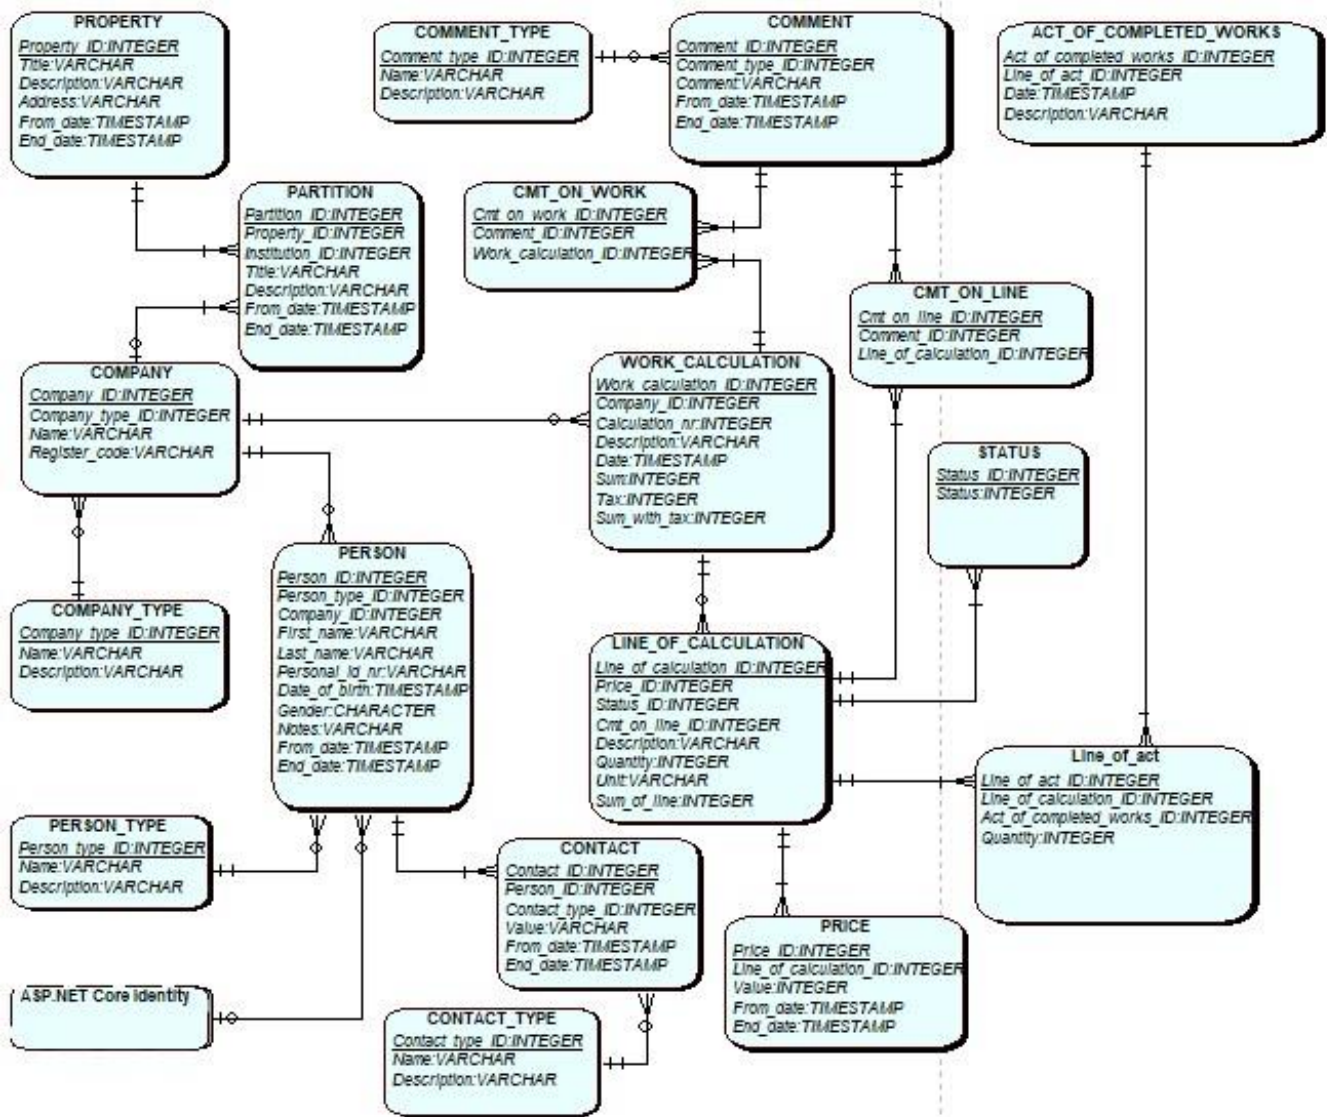 PROPERTY
Property_ID:INTEGER
Title:VARCHAR
Description:VARCHAR
Address:VARCHAR
From_date:TIMESTAMP
End_date:TIMESTAMP
COMMENT_TYPE
Comment_type_ID:INTEGER
Name:VARCHAR
Description:VARCHAR
COMMENT
Comment_ID:INTEGER
Comment_type_ID:INTEGER
Comment:VARCHAR
From_date:TIMESTAMP
End_date:TIMESTAMP
ACT_OF_COMPLETED_WORKS
Act_of_completed_works_ID:INTEGER
Line_of_act_ID:INTEGER
Date:TIMESTAMP
Description:VARCHAR
PARTITION
Partition_ID:INTEGER
Property_ID:INTEGER
Institution_ID:INTEGER
Title:VARCHAR
Description:VARCHAR
From_date:TIMESTAMP
End_date:TIMESTAMP
CMT_ON_WORK
Cmt_on_work_ID:INTEGER
Comment_ID:INTEGER
Work_calculation_ID:INTEGER
CMT_ON_LINE
Cmt_on_line_ID:INTEGER
Comment_ID:INTEGER
Line_of_calculation_ID:INTEGER
COMPANY
Company_ID:INTEGER
Company_type_ID:INTEGER
Name:VARCHAR
Register_code:VARCHAR
WORK_CALCULATION
Work_calculation_ID:INTEGER
Company_ID:INTEGER
Calculation_nr:INTEGER
Description:VARCHAR
Date:TIMESTAMP
Sum:INTEGER
Tax:INTEGER
Sum_with_tax:INTEGER
STATUS
Status_ID:INTEGER
Status:INTEGER
PERSON
Person_ID:INTEGER
Person_type_ID:INTEGER
Company_ID:INTEGER
First_name:VARCHAR
Last_name:VARCHAR
Personal_id_nr:VARCHAR
Date_of_birth:TIMESTAMP
Gender:CHARACTER
Notes:VARCHAR
From_date:TIMESTAMP
End_date:TIMESTAMP
COMPANY_TYPE
Company_type_ID:INTEGER
Name:VARCHAR
Description:VARCHAR
LINE_OF_CALCULATION
Line_of_calculation_ID:INTEGER
Price_ID:INTEGER
Status_ID:INTEGER
Cmt_on_line_ID:INTEGER
Description:VARCHAR
Quantity:INTEGER
Unit:VARCHAR
Sum_of_line:INTEGER
Line_of_act
Line_of_act_ID:INTEGER
Line_of_calculation_ID:INTEGER
Act_of_completed_works_ID:INTEGER
Quantity:INTEGER
PERSON_TYPE
Person_type_ID:INTEGER
Name:VARCHAR
Description:VARCHAR
CONTACT
Contact_ID:INTEGER
Person_ID:INTEGER
Contact_type_ID:INTEGER
Value:VARCHAR
From_date:TIMESTAMP
End_date:TIMESTAMP
PRICE
Price_ID:INTEGER
Line_of_calculation_ID:INTEGER
Value:INTEGER
From_date:TIMESTAMP
End_date:TIMESTAMP
ASP.NET Core Identity
CONTACT_TYPE
Contact_type_ID:INTEGER
Name:VARCHAR
Description:VARCHAR